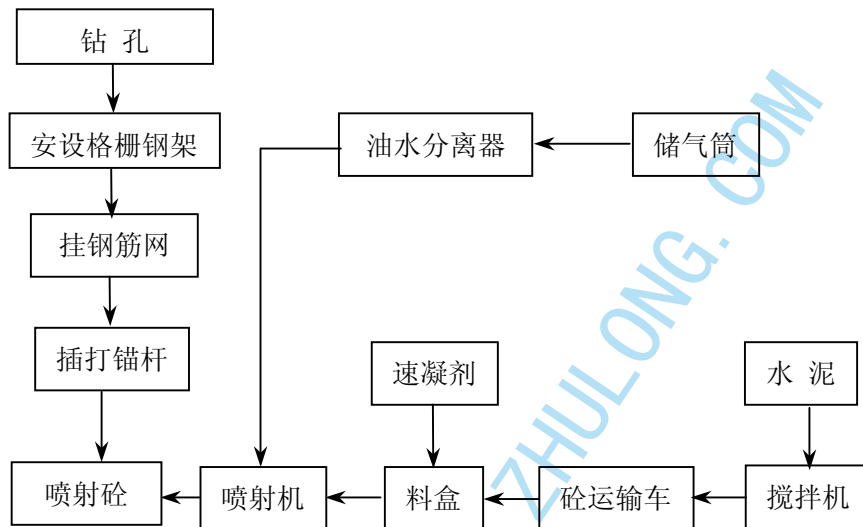 钻 孔
安设格栅钢架
油水分离器
储气筒
挂钢筋网
插打锚杆
速凝剂
水 泥
喷射砼
喷射机
料盒
砼运输车
搅拌机
ZHULONG.COM